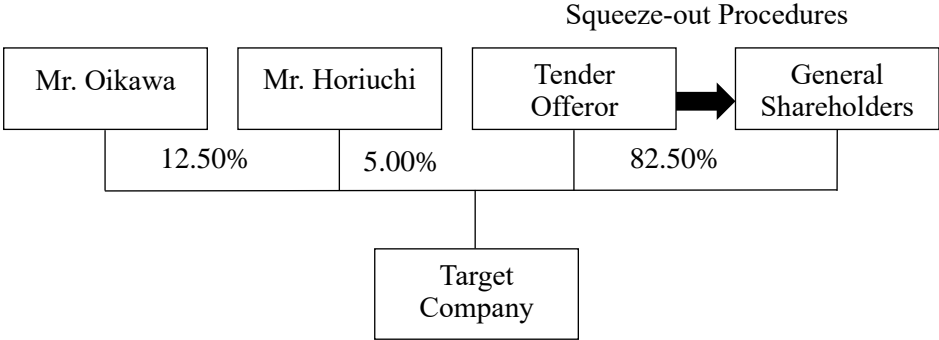 Squeeze-out Procedures
Mr. Oikawa
Mr. Horiuchi
Tender
Offeror
General
Shareholders
12.50%
5.00%
82.50%
Target
Company